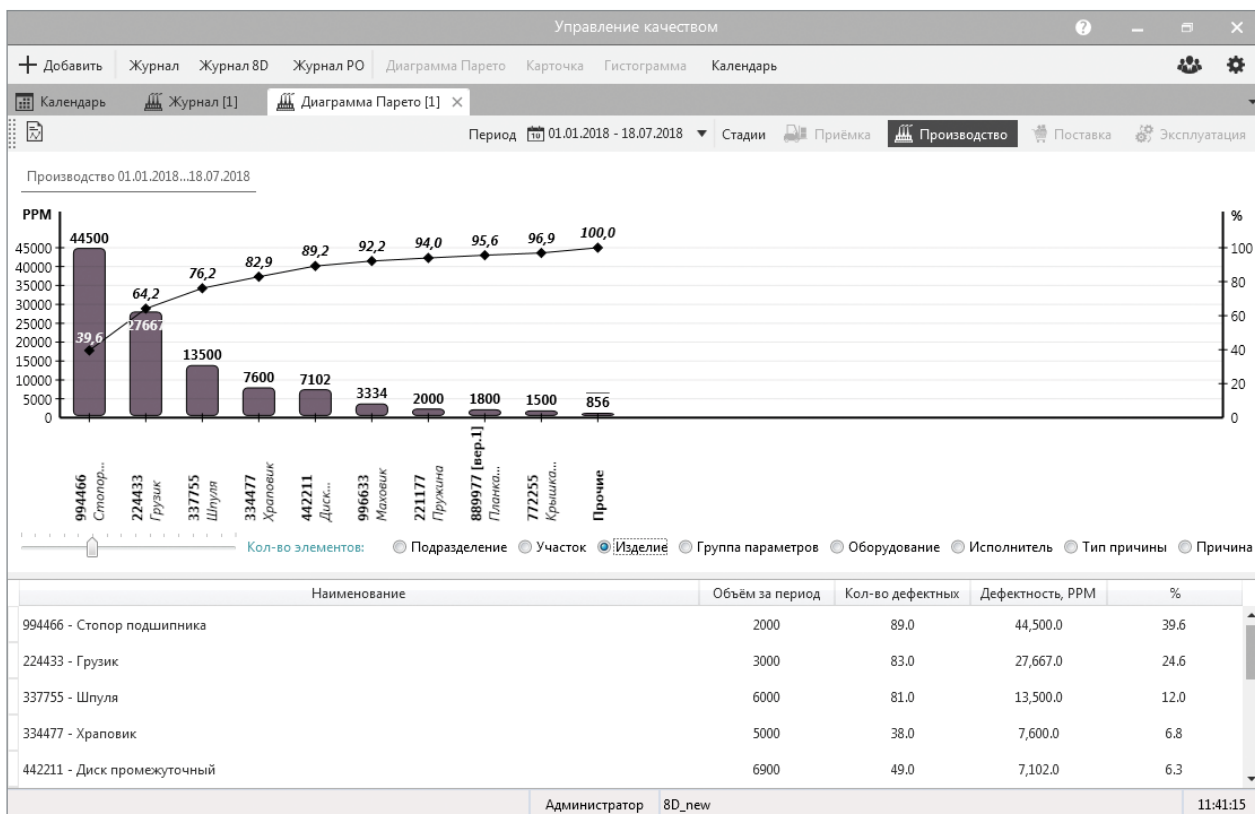 Управление качеством
Добавить Журнал Журнал 8D Журнал РО Диаграмма Парето Карточка Гистограмма Календарь
Календарь Журнал [1] Диаграмма Парето [1]
Период 01.01.2018 - 18.07.2018 Стадии Приёмка Производство Поставка Эксплуатация
Производство 01.01.2018...18.07.2018
PPM %
44500 39,6 64,2 76,2 82,9 89,2 92,2 94,0 95,6 96,9 100,0
27667 13500 7600 7102 3334 2000 1800 1500 856
45000
40000
35000
30000
25000
20000
15000
10000
5000
0
100
80
60
40
20
0
994466 Стопор...
224433 Грузик
337755 Шпуля
334477 Храповик
442211 Диск...
996633 Маховик
221177 Пружина
889977 [вер.1] Планка...
772255 Крышка...
Прочие
Кол-во элементов: Подразделение Участок Изделие Группа параметров Оборудование Исполнитель Тип причины Причина
Наименование Объём за период Кол-во дефектных Дефектность, PPM %
994466 - Стопор подшипника 2000 89.0 44,500.0 39.6
224433 - Грузик 3000 83.0 27,667.0 24.6
337755 - Шпуля 6000 81.0 13,500.0 12.0
334477 - Храповик 5000 38.0 7,600.0 6.8
442211 - Диск промежуточный 6900 49.0 7,102.0 6.3
Администратор 8D_new 11:41:15